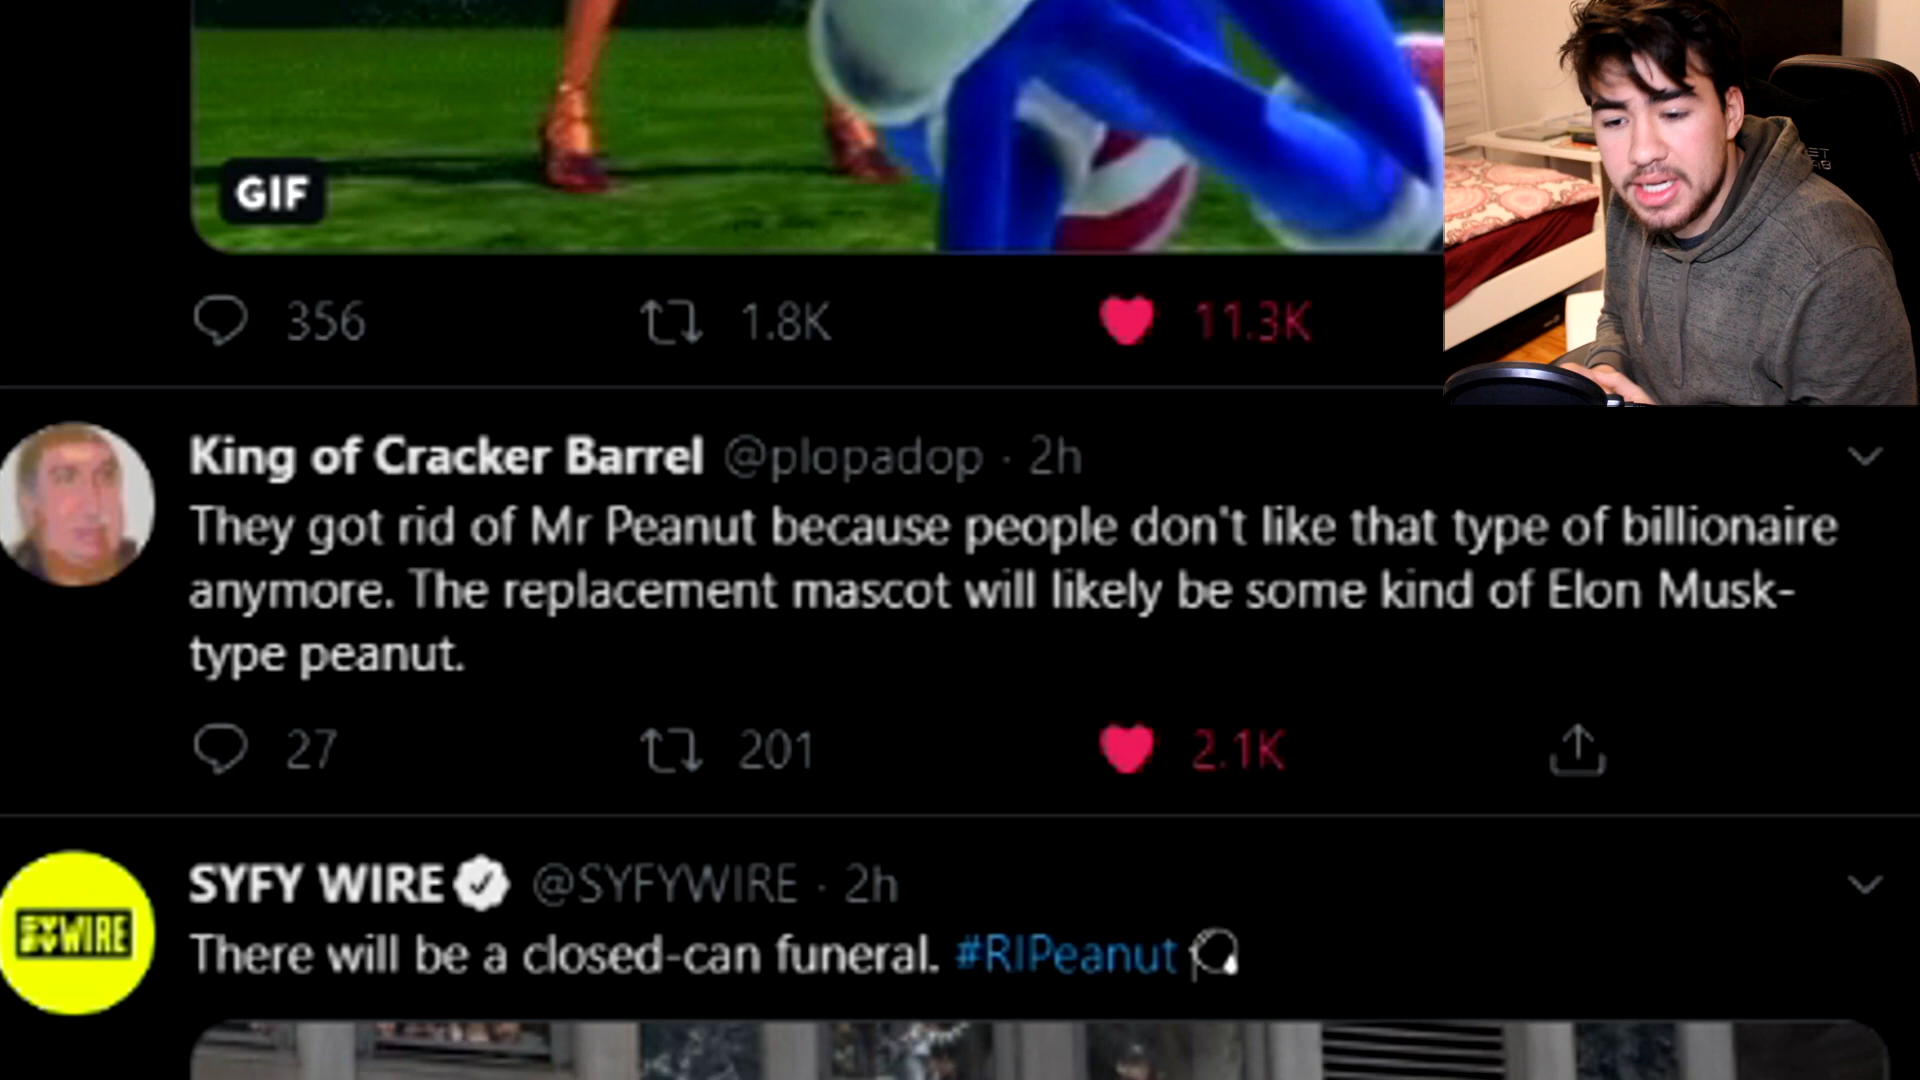 GIF
356 1.8K 11.3K
King of Cracker Barrel @plopadop · 2h
They got rid of Mr Peanut because people don't like that type of billionaire
anymore. The replacement mascot will likely be some kind of Elon Musk-
type peanut.
27 201 2.1K
SYFY WIRE @SYFYWIRE · 2h
WIRE
There will be a closed-can funeral. #RIPeanut